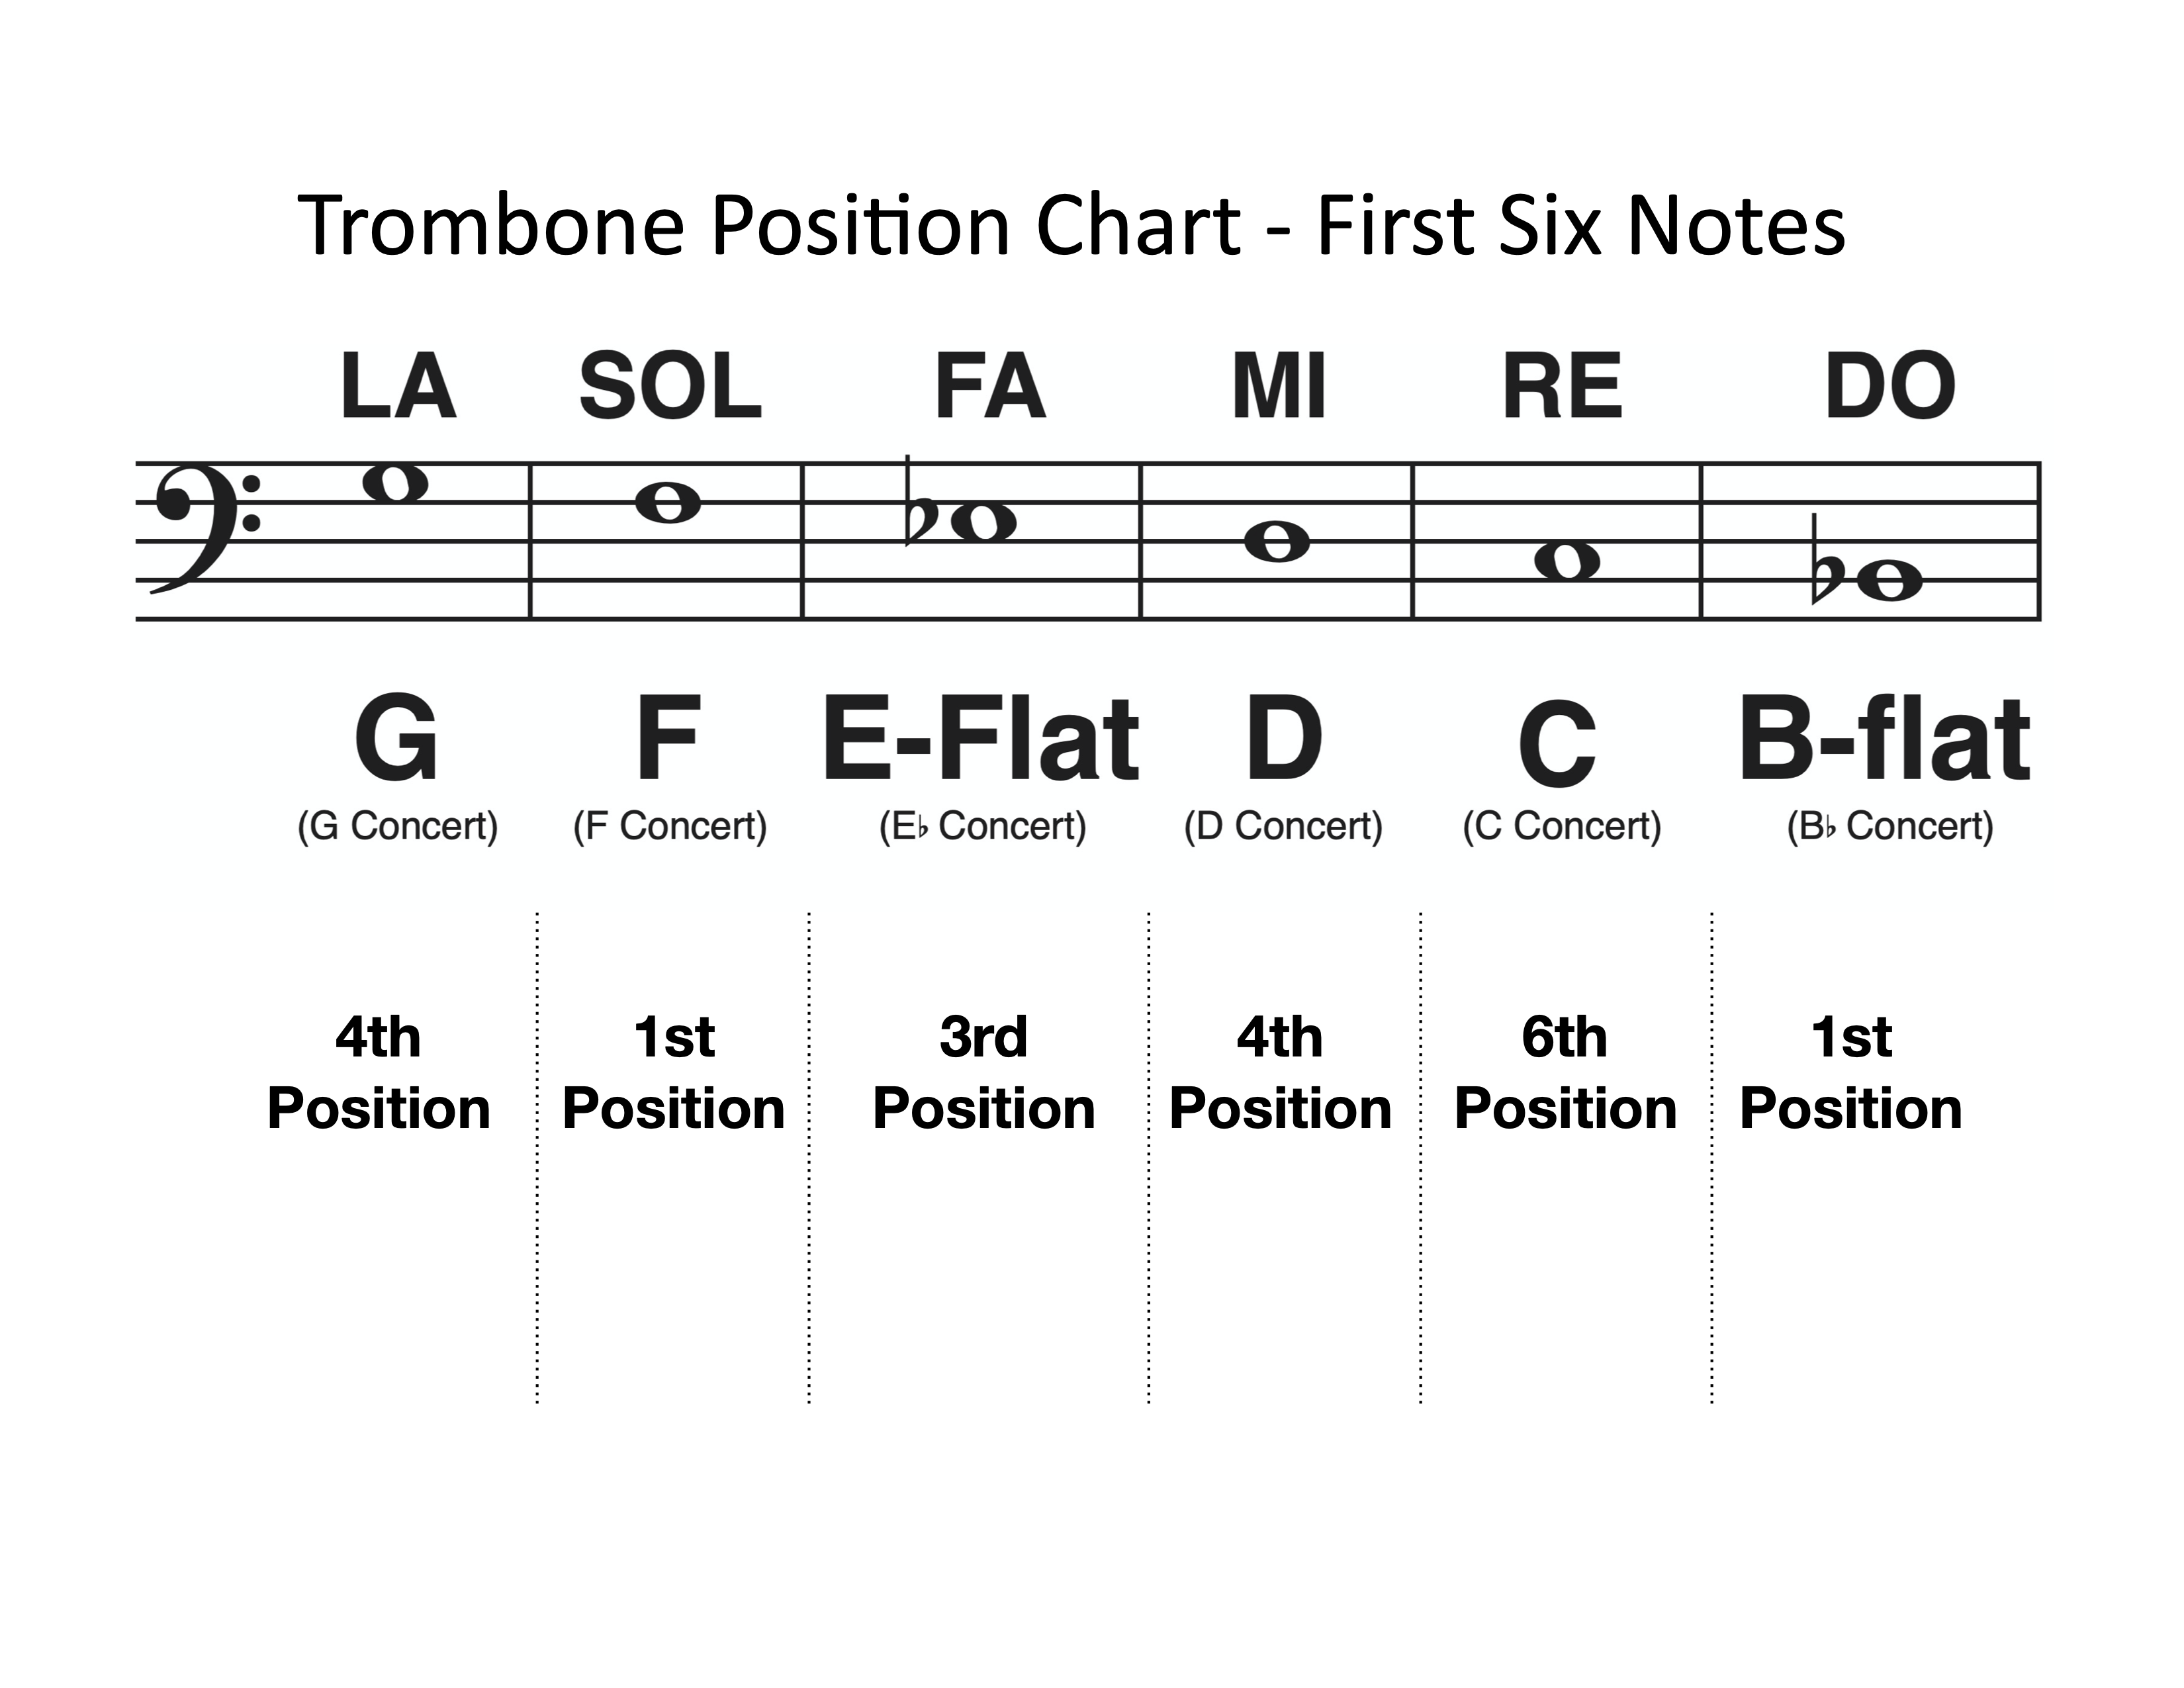 Trombone Position Chart - First Six Notes
LA SOL FA MI RE DO
G F E-Flat D C B-flat
(G Concert) (F Concert) (E♭ Concert) (D Concert) (C Concert) (B♭ Concert)
4th 1st 3rd 4th 6th 1st
Position Position Position Position Position Position